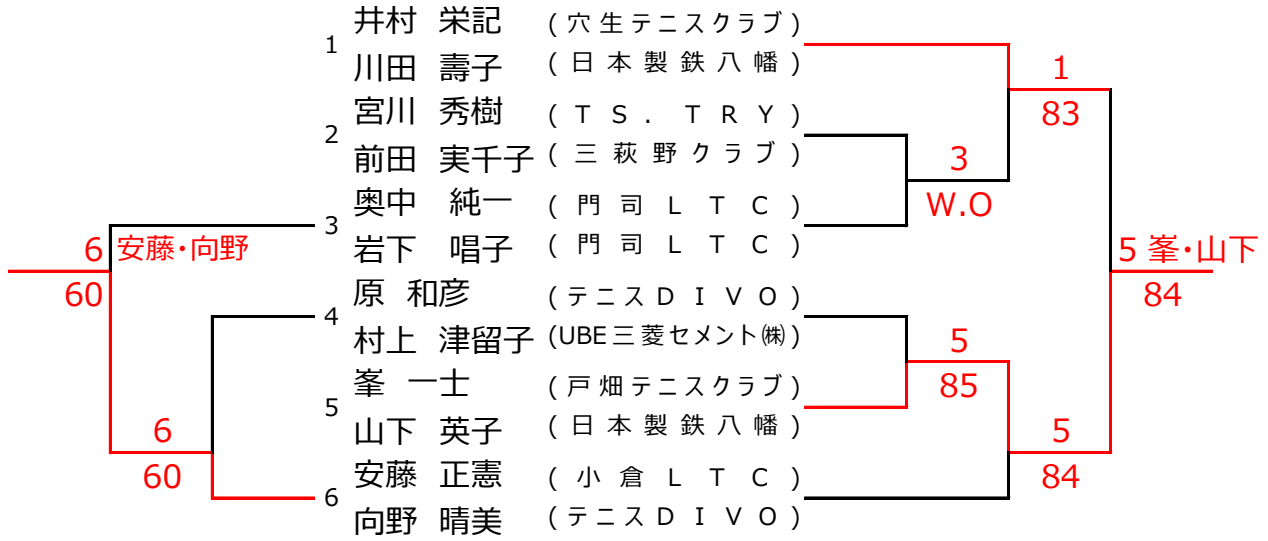 井村 栄記 (穴生テニスクラブ)
1
川田 壽子 (日本製鉄八幡)
1
83
宮川 秀樹 (TS.TRY)
2
前田 実千子 (三萩野クラブ)
3
W.O
奥中 純一 (門司LTC)
3
岩下 唱子 (門司LTC)
6 安藤・向野
60
5 峯・山下
84
原 和彦 (テニスDIVO)
4
村上 津留子 (UBE三菱セメント㈱)
5
85
峯 一士 (戸畑テニスクラブ)
5
山下 英子 (日本製鉄八幡)
6
60
5
84
安藤 正憲 (小倉LTC)
6
向野 晴美 (テニスDIVO)